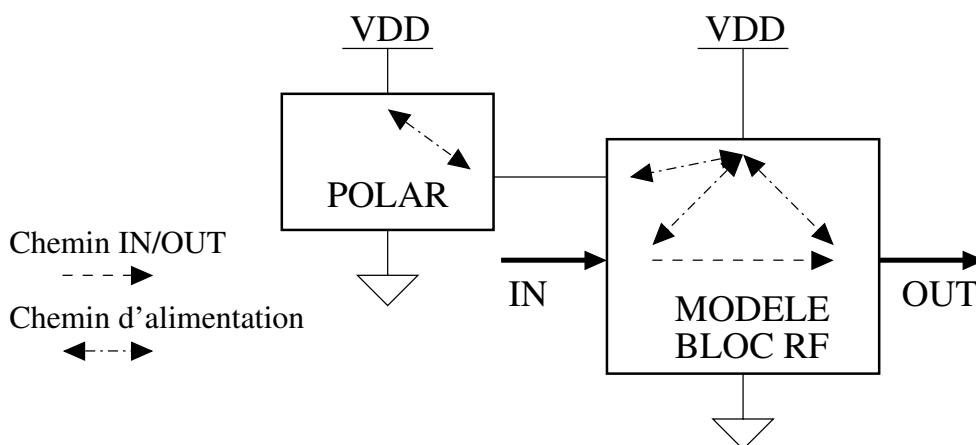 VDD
VDD
POLAR
Chemin IN/OUT
Chemin d'alimentation
IN
OUT
MODELE
BLOC RF